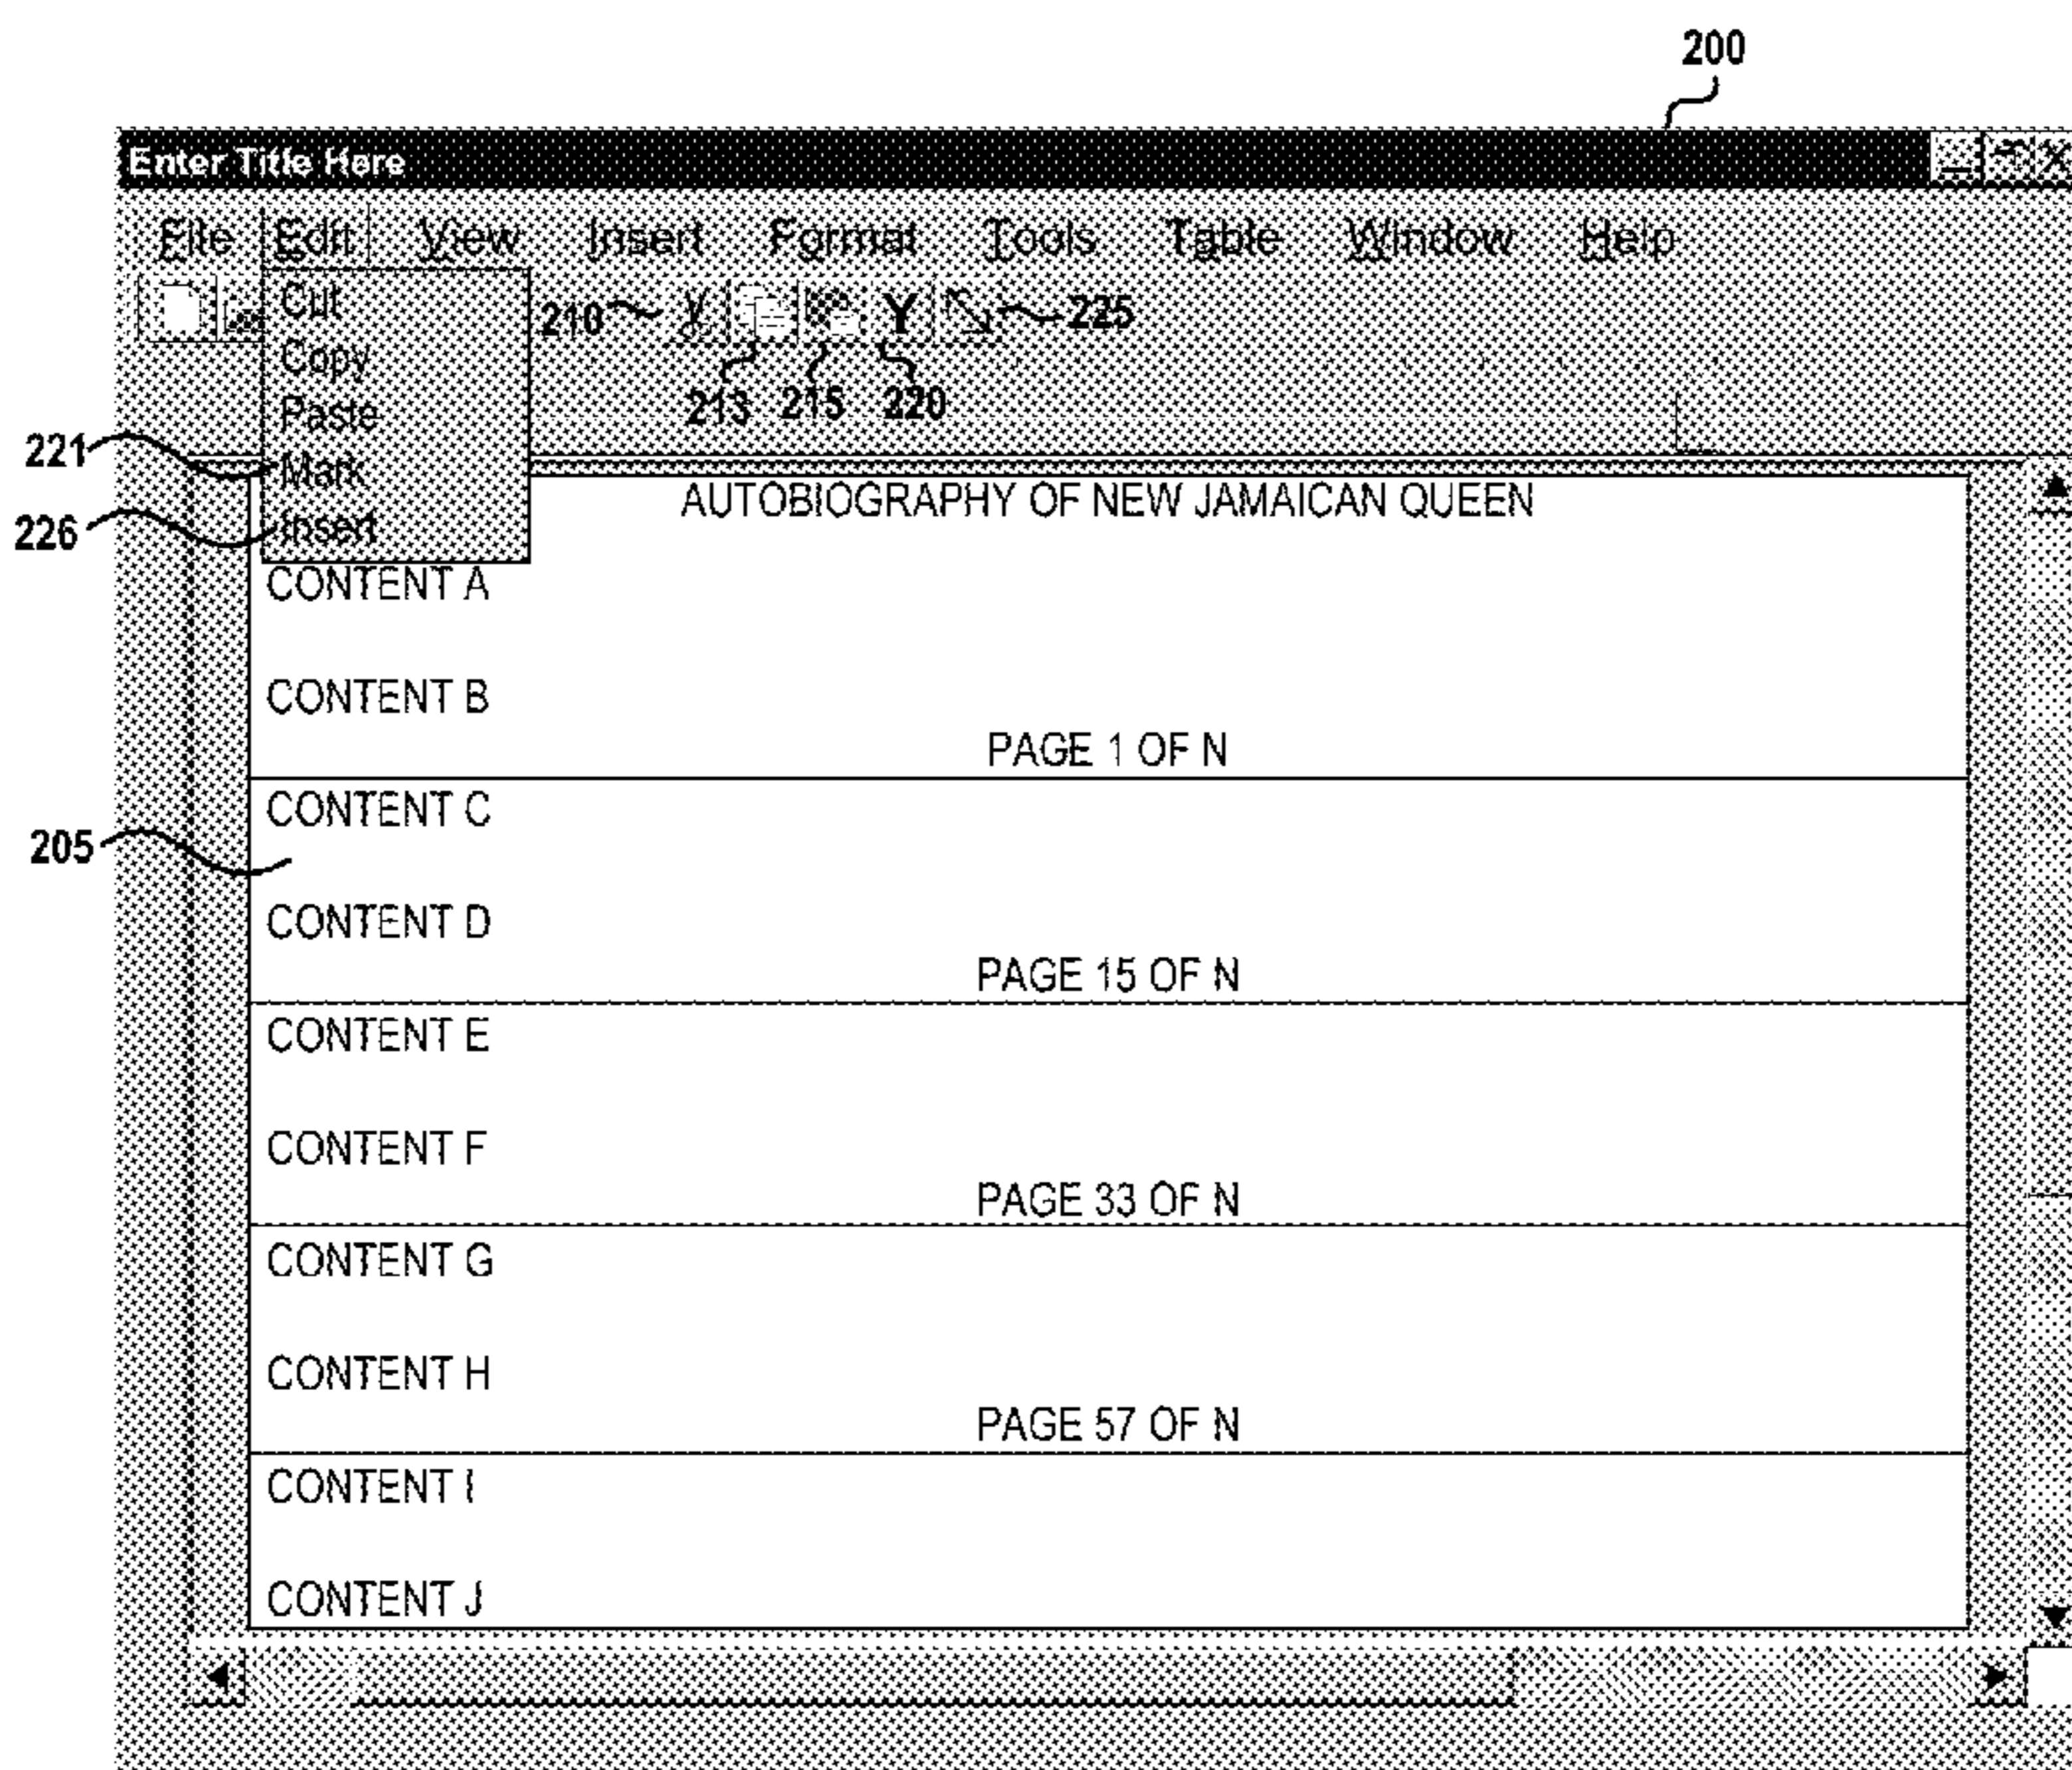 200
Enter Title Here
File Edit View Insert Format Tools Table Window Help
Cut
210 Y 225
Copy
213 215 220
Paste
221 Mark
226 Insert
AUTOBIOGRAPHY OF NEW JAMAICAN QUEEN
CONTENT A
CONTENT B
PAGE 1 OF N
CONTENT C
205
CONTENT D
PAGE 15 OF N
CONTENT E
CONTENT F
PAGE 33 OF N
CONTENT G
CONTENT H
PAGE 57 OF N
CONTENT I
CONTENT J